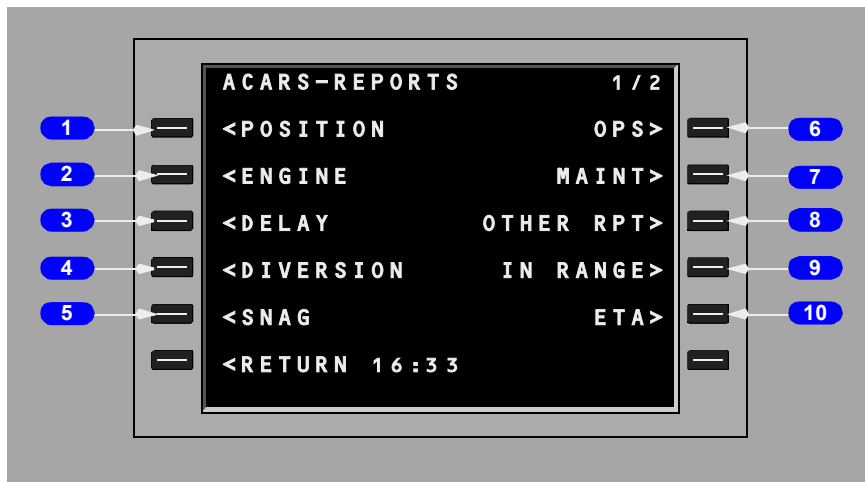 ACARS-REPORTS 1/2
1 <POSITION OPS> 6
2 <ENGINE MAINT> 7
3 <DELAY OTHER RPT> 8
4 <DIVERSION IN RANGE> 9
5 <SNAG ETA> 10
<RETURN 16:33